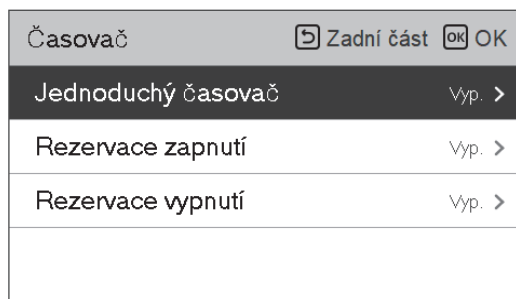 Časovač Zadní část OK OK
Jednoduchý časovač Vyp. >
Rezervace zapnutí Vyp. >
Rezervace vypnutí Vyp. >